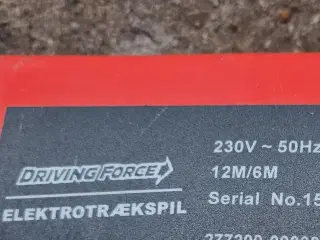 DRIVING FORCE
ELEKTROTRÆKSPIL
230V ~ 50Hz
12M/6M
Serial No.15